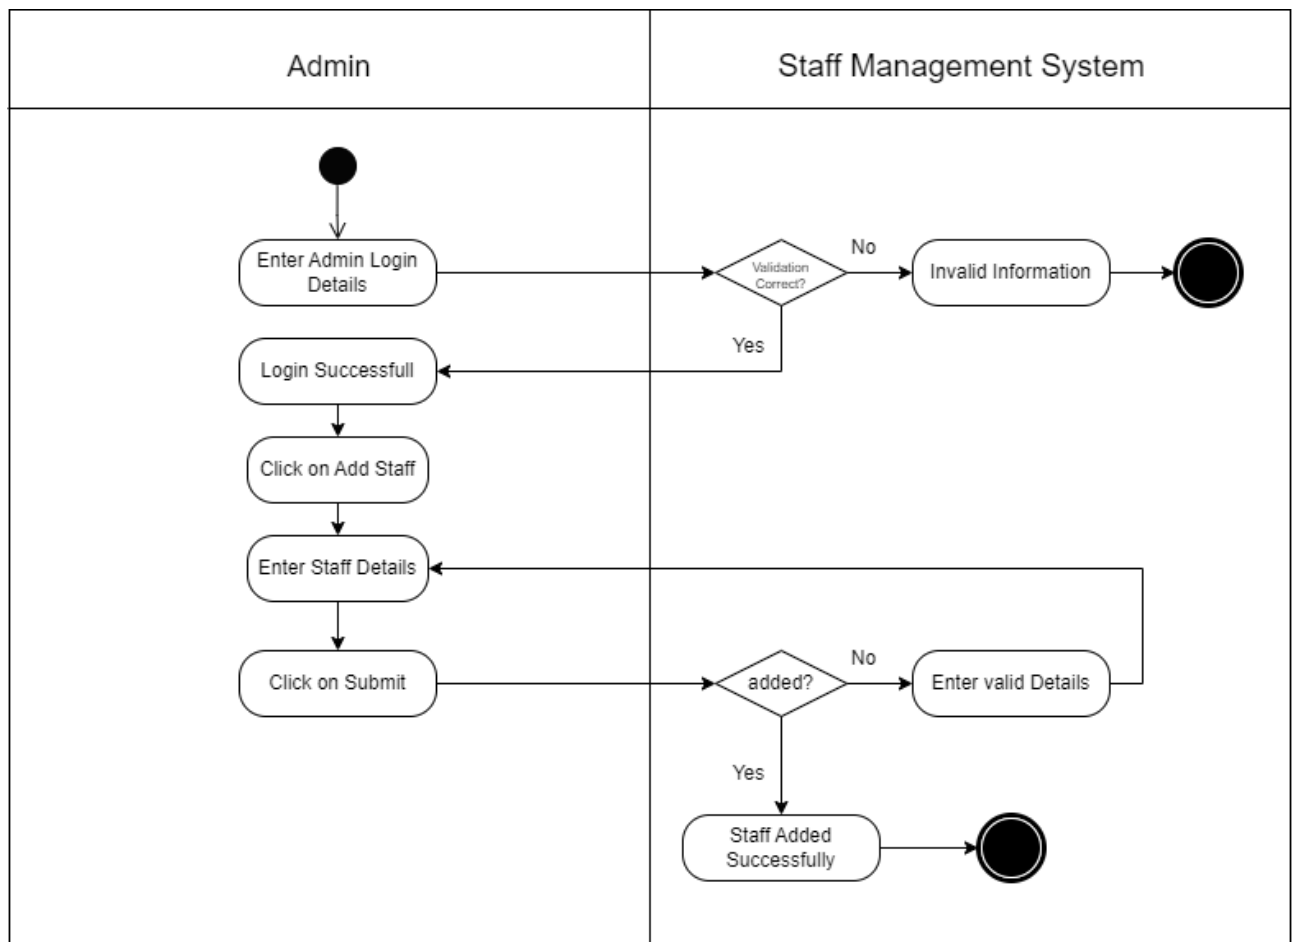 Admin
Staff Management System
Enter Admin Login
Details
Validation
Correct?
No
Invalid Information
Yes
Login Successfull
Click on Add Staff
Enter Staff Details
Click on Submit
added?
No
Enter valid Details
Yes
Staff Added
Successfully